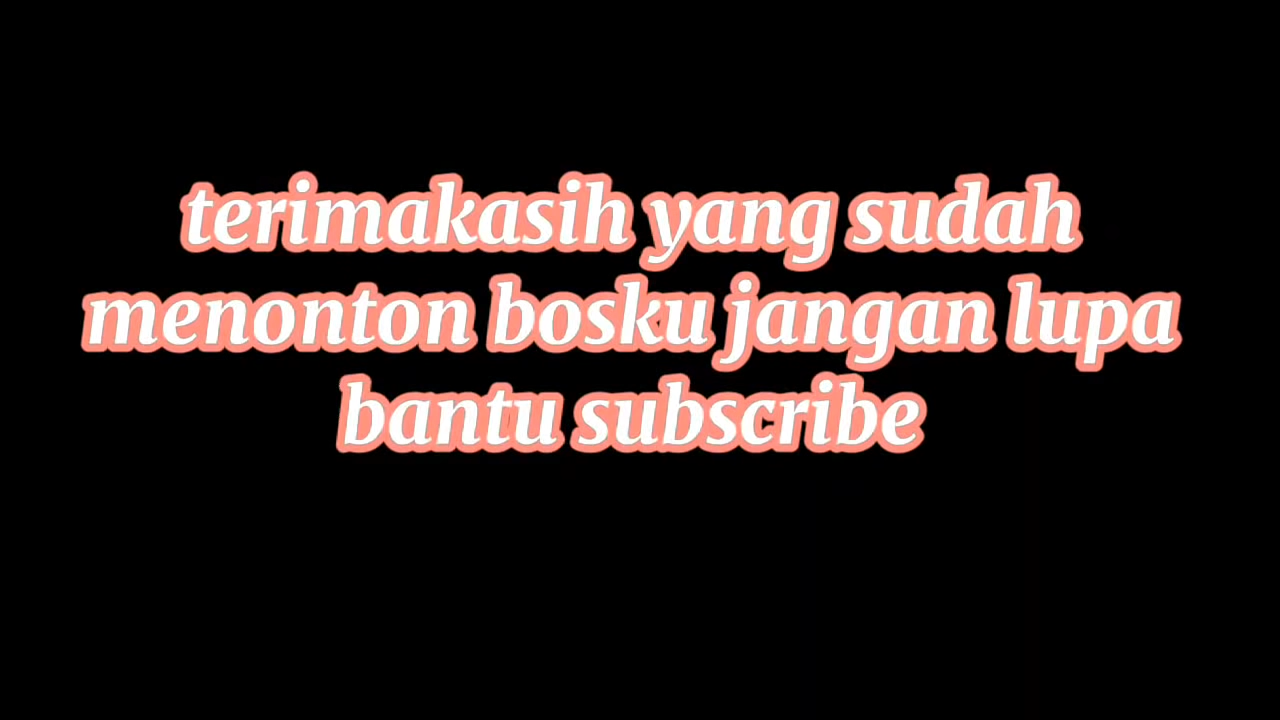 terimakasih yang sudah
menonton bosku jangan lupa
bantu subscribe